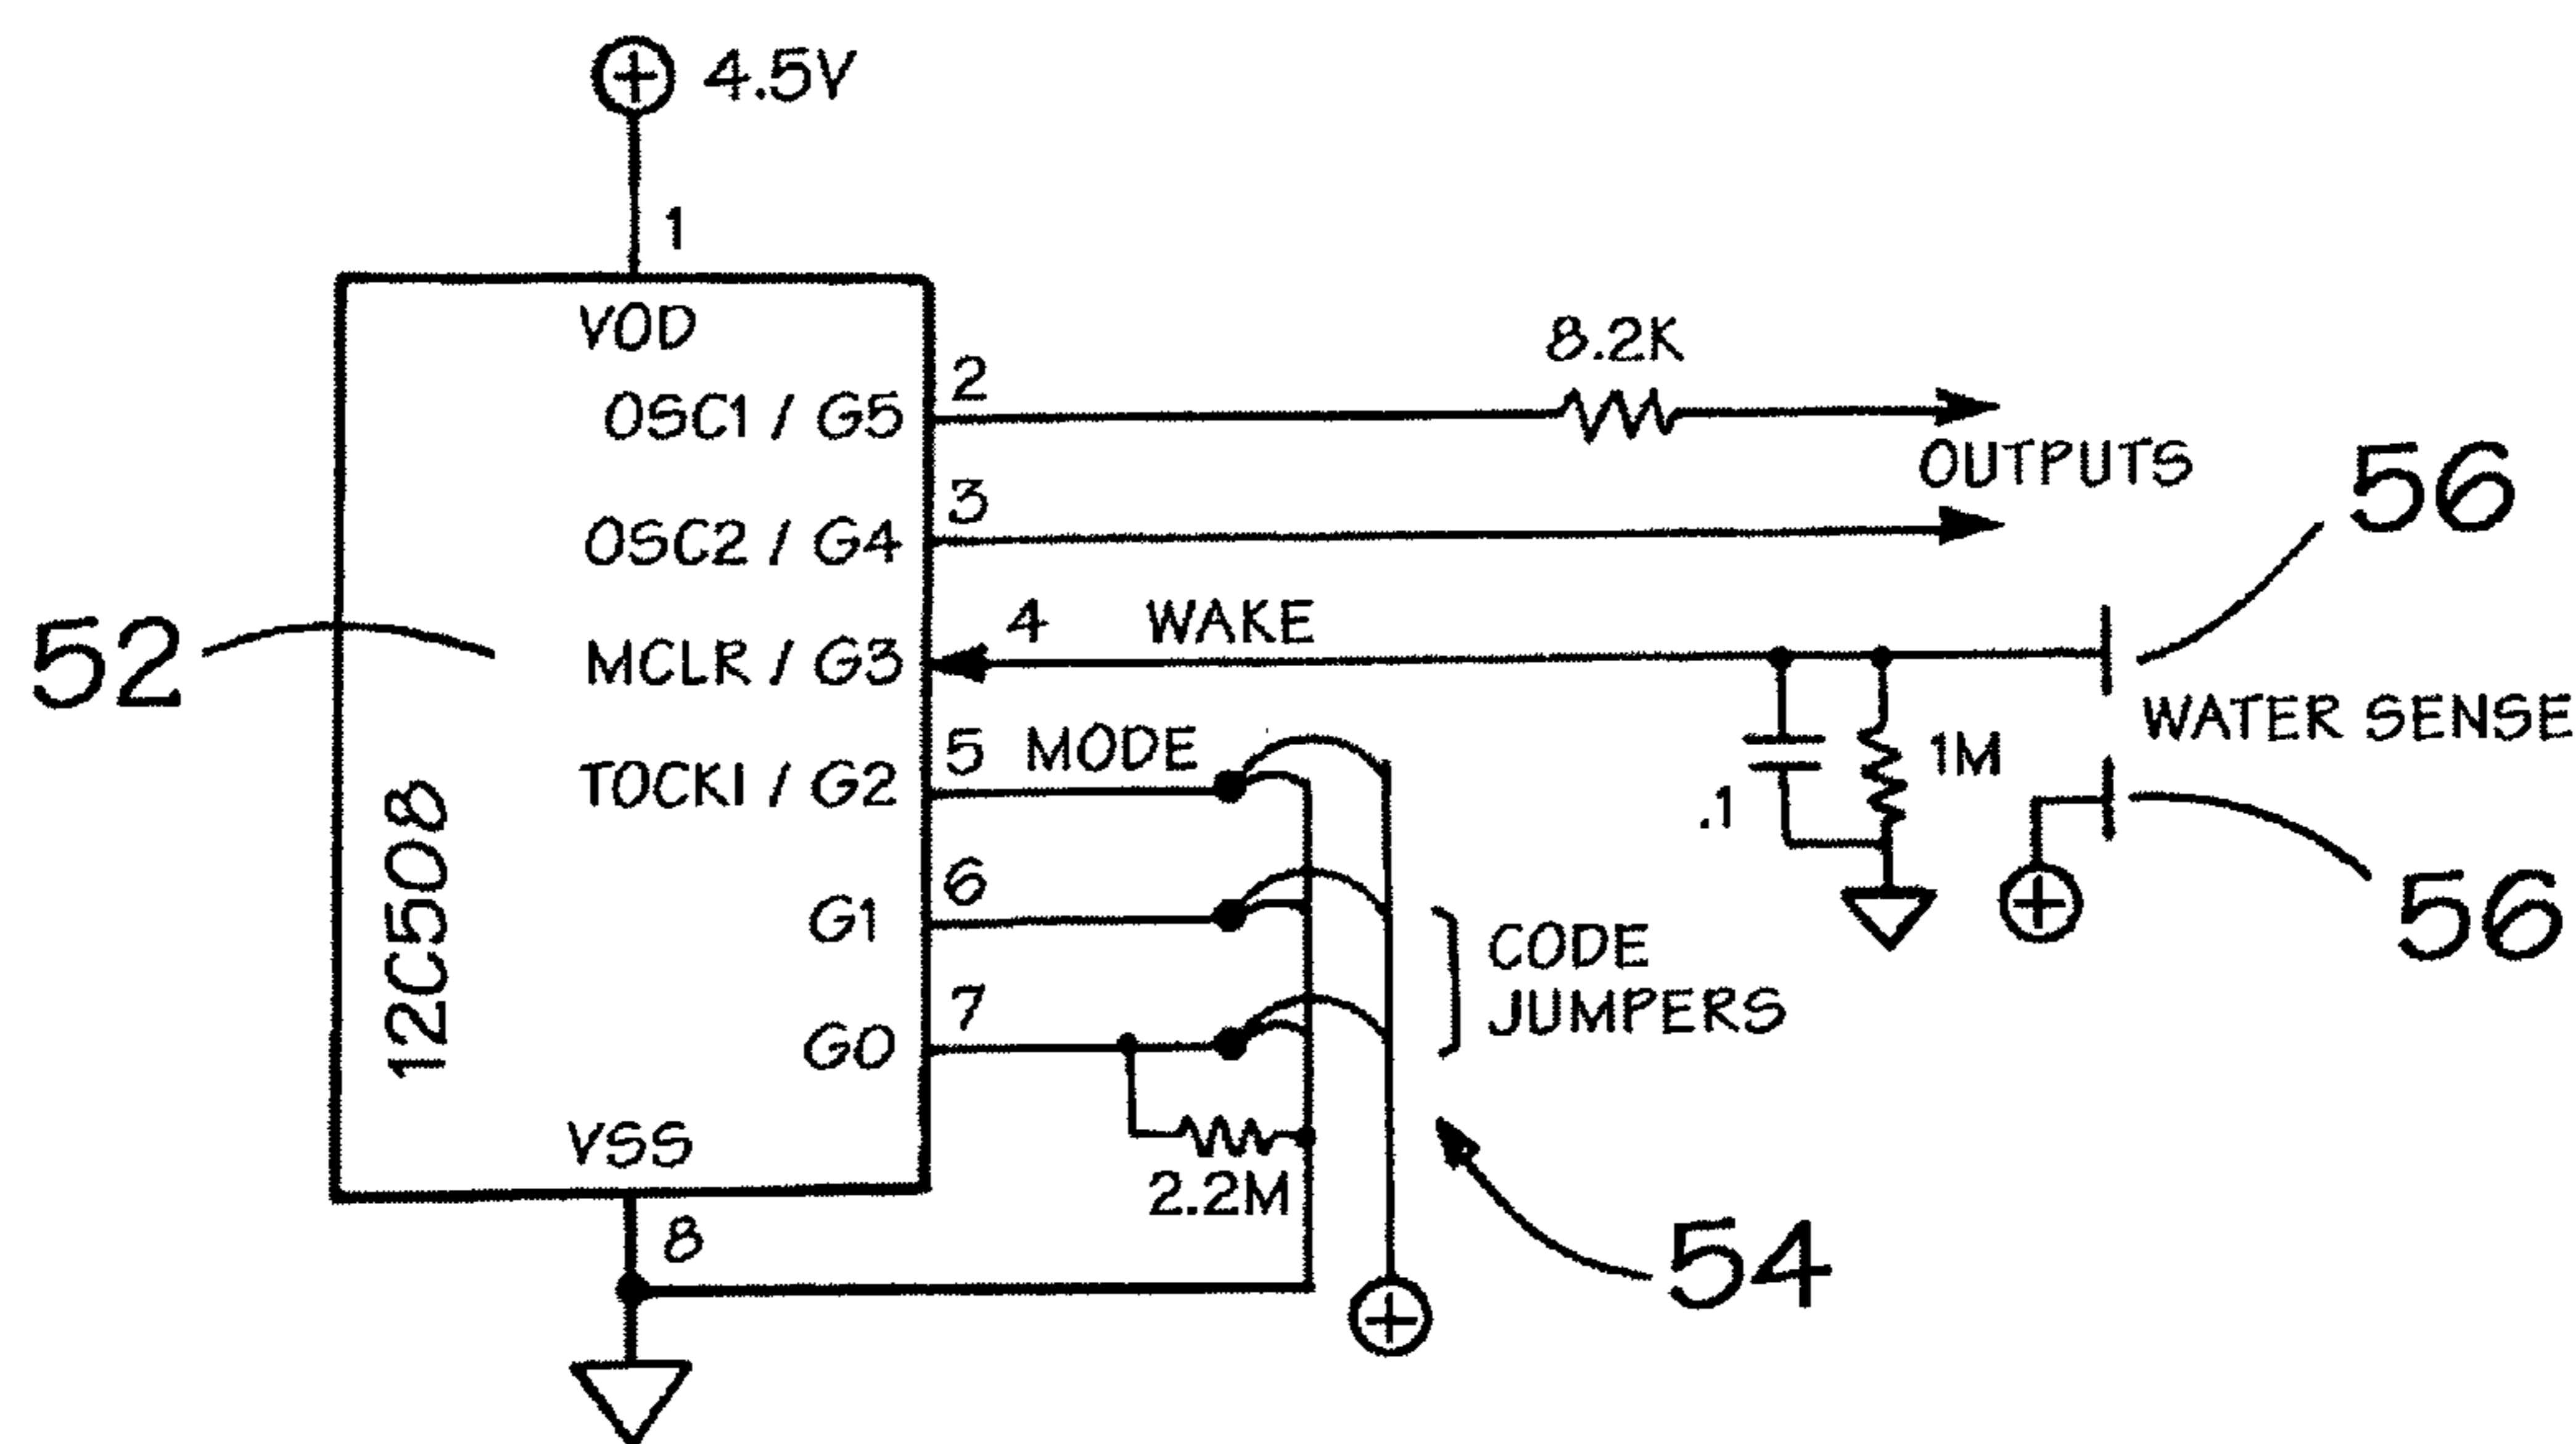 4.5V
1
VOD
8.2K
OSC1 / G5
2
OUTPUTS
OSC2 / G4
3
56
52
MCLR / G3
4 WAKE
WATER SENSE
TOCK1 / G2
5 MODE
.1
1M
12C508
G1
6
56
CODE
JUMPERS
G0
7
VSS
2.2M
8
54